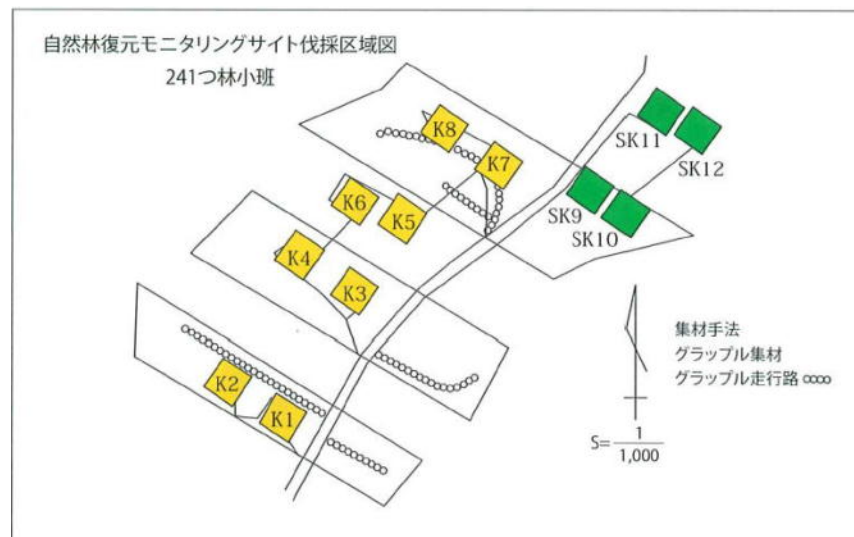 自然林復元モニタリングサイト伐採区域図
241つ林小班
K8
K7
SK11
SK12
K6
K5
SK9
SK10
K4
K3
集材手法
グラップル集材
グラップル走行路
K2
K1
S= 1
1,000